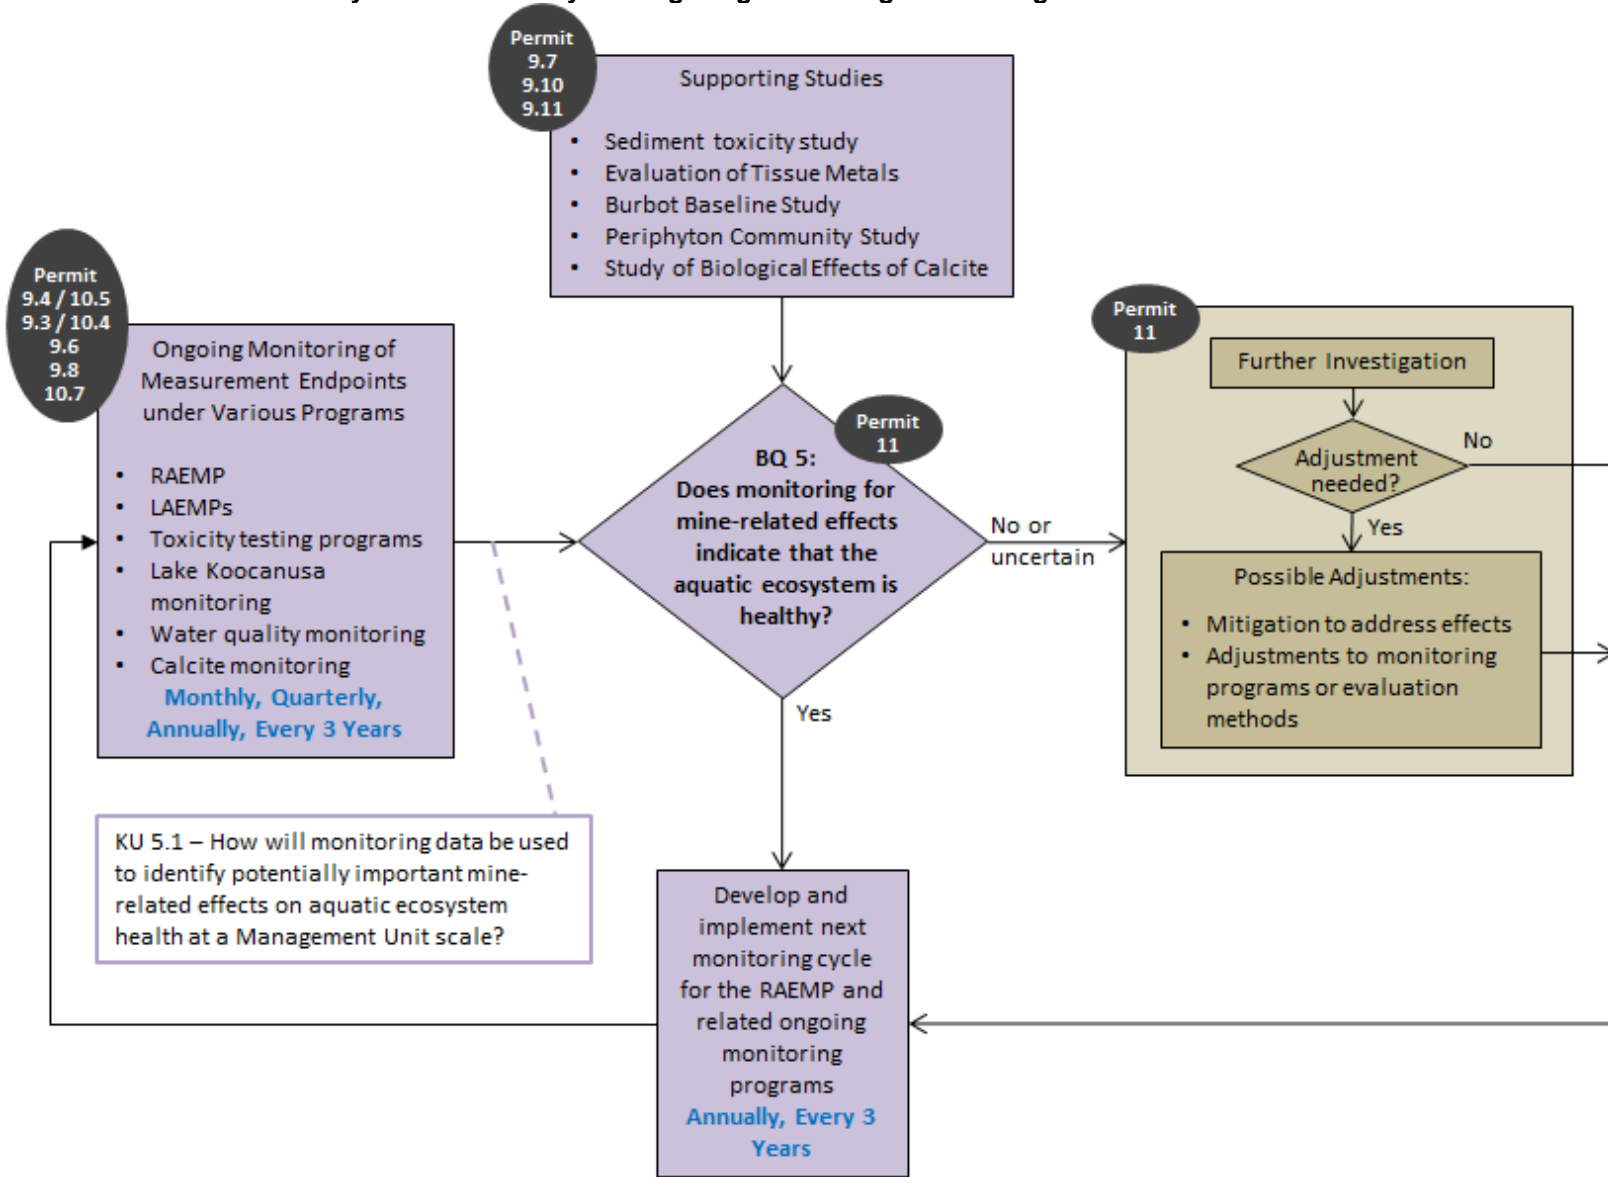 Permit
9.7
9.10
9.11
Supporting Studies
• Sediment toxicity study
• Evaluation of Tissue Metals
• Burbot Baseline Study
• Periphyton Community Study
• Study of Biological Effects of Calcite
Permit
9.4 / 10.5
9.3 / 10.4
9.6
9.8
10.7
Ongoing Monitoring of
Measurement Endpoints
under Various Programs
• RAEMP
• LAEMPs
• Toxicity testing programs
• Lake Koocanusa
monitoring
• Water quality monitoring
• Calcite monitoring
Monthly, Quarterly,
Annually, Every 3 Years
Permit
11
BQ 5:
Does monitoring for
mine-related effects
indicate that the
aquatic ecosystem is
healthy?
No or
uncertain
Yes
Permit
11
Further Investigation
Adjustment
needed?
No
Yes
Possible Adjustments:
• Mitigation to address effects
• Adjustments to monitoring
programs or evaluation
methods
KU 5.1 – How will monitoring data be used
to identify potentially important mine-
related effects on aquatic ecosystem
health at a Management Unit scale?
Develop and
implement next
monitoring cycle
for the RAEMP and
related ongoing
monitoring
programs
Annually, Every 3
Years